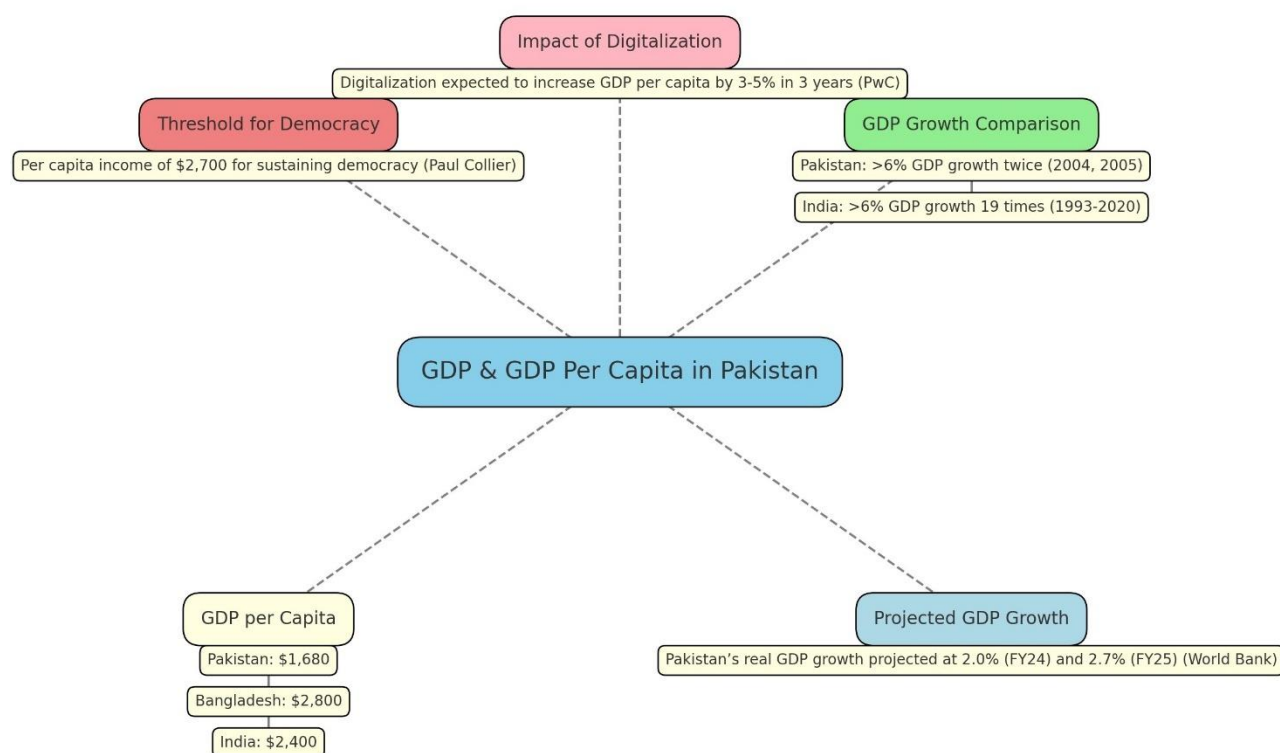 Impact of Digitalization
Digitalization expected to increase GDP per capita by 3-5% in 3 years (PwC)
Threshold for Democracy
Per capita income of $2,700 for sustaining democracy (Paul Collier)
GDP Growth Comparison
Pakistan: >6% GDP growth twice (2004, 2005)
India: >6% GDP growth 19 times (1993-2020)
GDP & GDP Per Capita in Pakistan
GDP per Capita
Pakistan: $1,680
Bangladesh: $2,800
India: $2,400
Projected GDP Growth
Pakistan’s real GDP growth projected at 2.0% (FY24) and 2.7% (FY25) (World Bank)